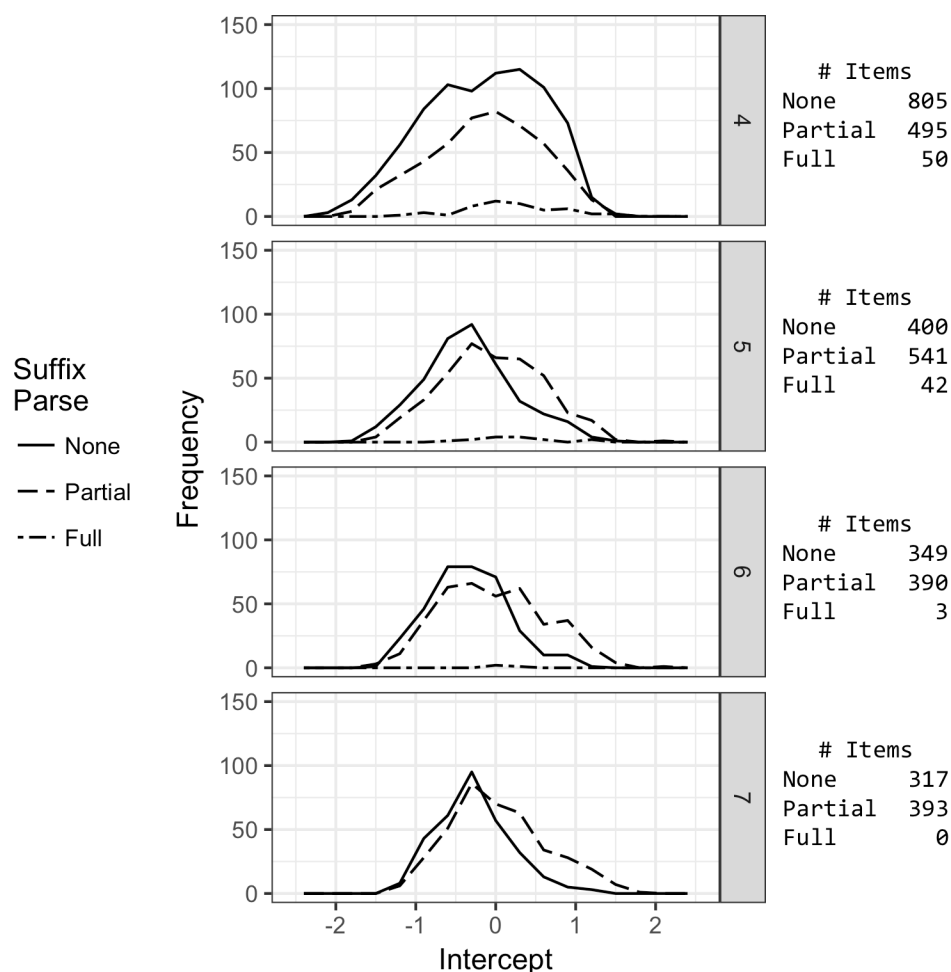 Suffix
Parse
None
Partial
Full
Frequency
150
100
50
0
4
# Items
None 805
Partial 495
Full 50
150
100
50
0
5
# Items
None 400
Partial 541
Full 42
150
100
50
0
6
# Items
None 349
Partial 390
Full 3
150
100
50
0
7
# Items
None 317
Partial 393
Full 0
-2 -1 0 1 2
Intercept